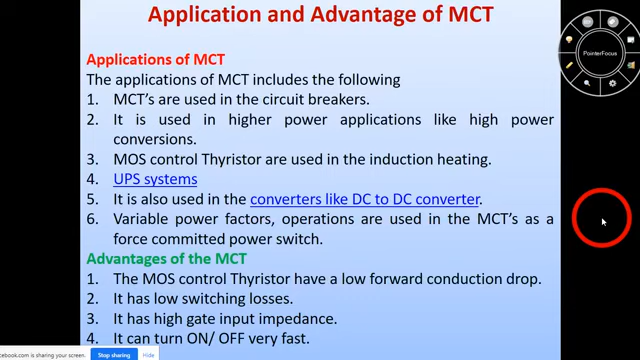 Application and Advantage of MCT
Applications of MCT
The applications of MCT includes the following
1. MCT's are used in the circuit breakers.
2. It is used in higher power applications like high power
conversions.
3. MOS control Thyristor are used in the induction heating.
4. UPS systems
5. It is also used in the converters like DC to DC converter.
6. Variable power factors, operations are used in the MCT's as a
force committed power switch.
Advantages of the MCT
1. The MOS control Thyristor have a low forward conduction drop.
2. It has low switching losses.
3. It has high gate input impedance.
4. It can turn ON/ OFF very fast.
PointerFocus
acebook.com is sharing your screen. Stop sharing Hide